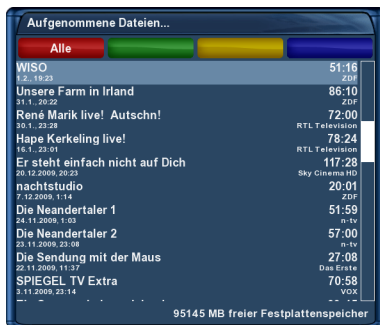 Aufgenommene Dateien...
Alle
WISO 51:16
1.2., 19:23 ZDF
Unsere Farm in Irland 86:10
31.1., 20:22 ZDF
René Marik live! Autschn! 72:00
30.1., 23:28 RTL Television
Hape Kerkeling live! 78:24
16.1., 23:01 RTL Television
Er steht einfach nicht auf Dich 117:28
20.12.2009, 20:23 Sky Cinema HD
nachtstudio 20:01
7.12.2009, 1:14 ZDF
Die Neandertaler 1 51:59
24.11.2009, 1:03 n-tv
Die Neandertaler 2 57:00
23.11.2009, 23:08 n-tv
Die Sendung mit der Maus 27:08
22.11.2009, 11:37 Das Erste
SPIEGEL TV Extra 70:58
3.11.2009, 23:14 VOX
95145 MB freier Festplattenspeicher